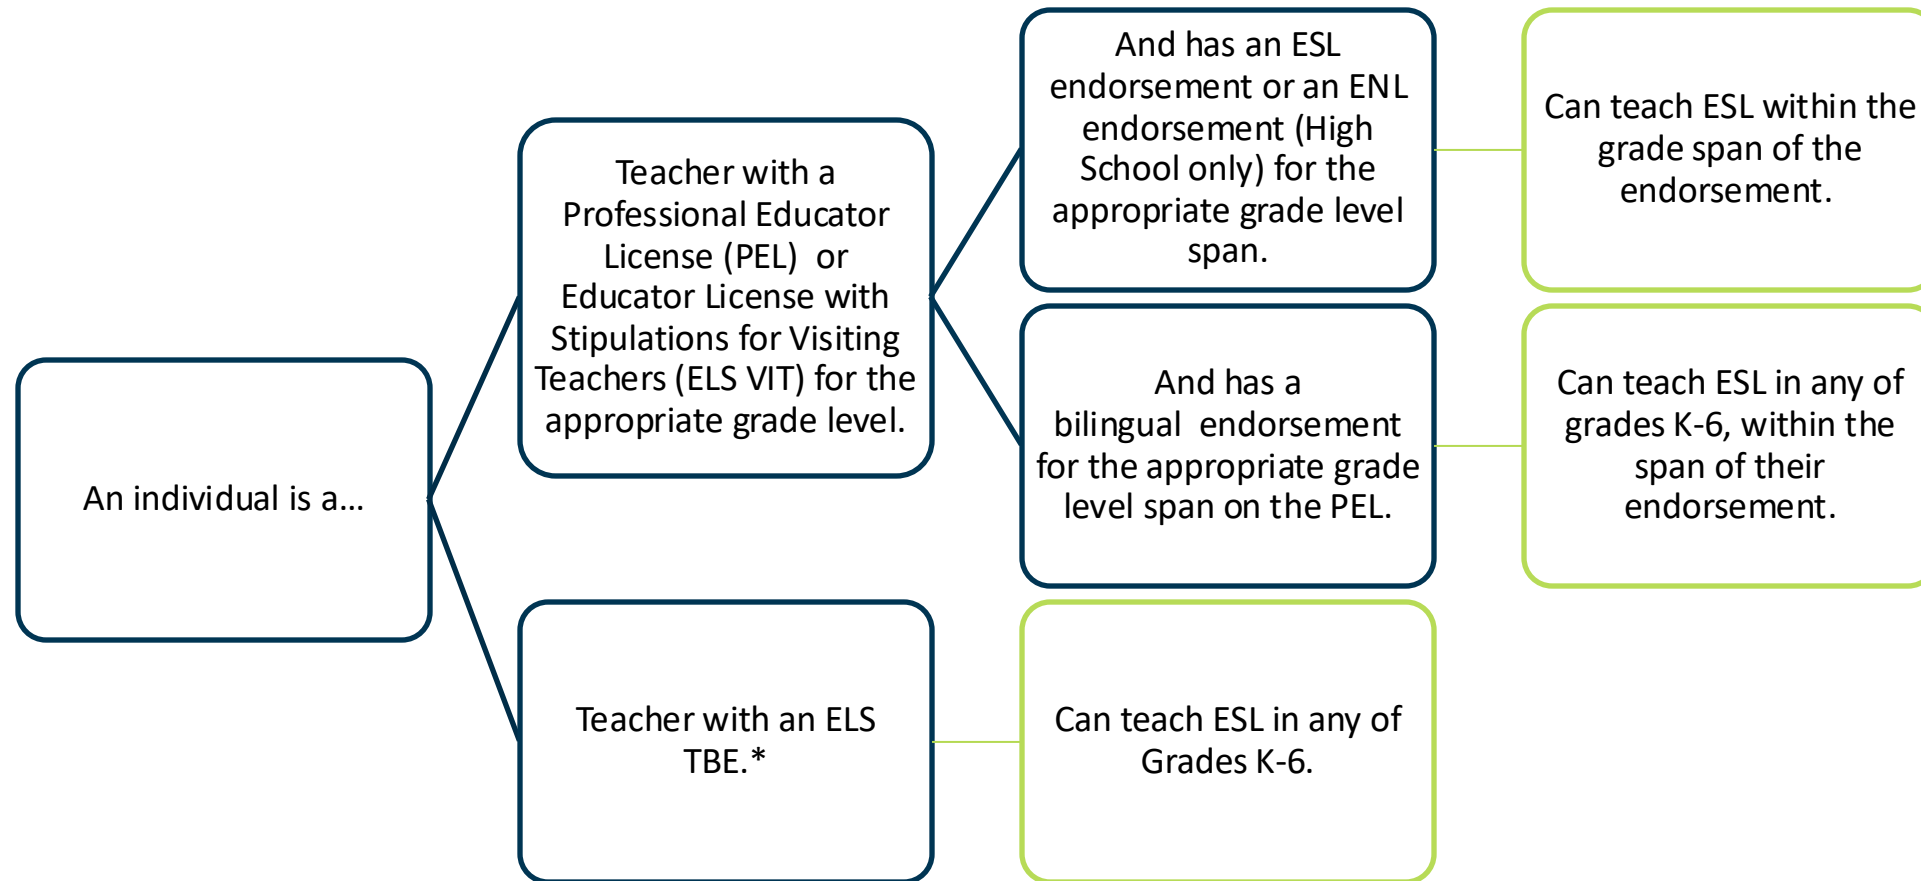 An individual is a...
Teacher with a
Professional Educator
License (PEL)  or
Educator License with
Stipulations for Visiting
Teachers (ELS VIT) for the
appropriate grade level.
And has an ESL
endorsement or an ENL
endorsement (High
School only) for the
appropriate grade level
span.
Can teach ESL within the
grade span of the
endorsement.
And has a
bilingual  endorsement
for the appropriate grade
level span on the PEL.
Can teach ESL in any of
grades K-6, within the
span of their
endorsement.
Teacher with an ELS
TBE.*
Can teach ESL in any of
Grades K-6.